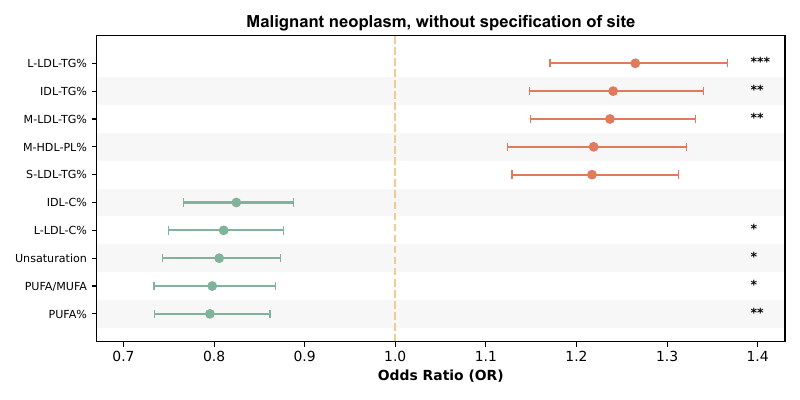 Malignant neoplasm, without specification of site
L-LDL-TG% ***
IDL-TG% **
M-LDL-TG% **
M-HDL-PL%
S-LDL-TG%
IDL-C%
L-LDL-C% *
Unsaturation *
PUFA/MUFA *
PUFA% **
0.7 0.8 0.9 1.0 1.1 1.2 1.3 1.4
Odds Ratio (OR)